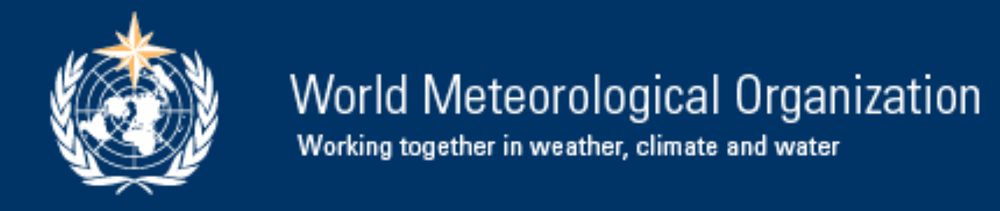 World Meteorological Organization
Working together in weather, climate and water